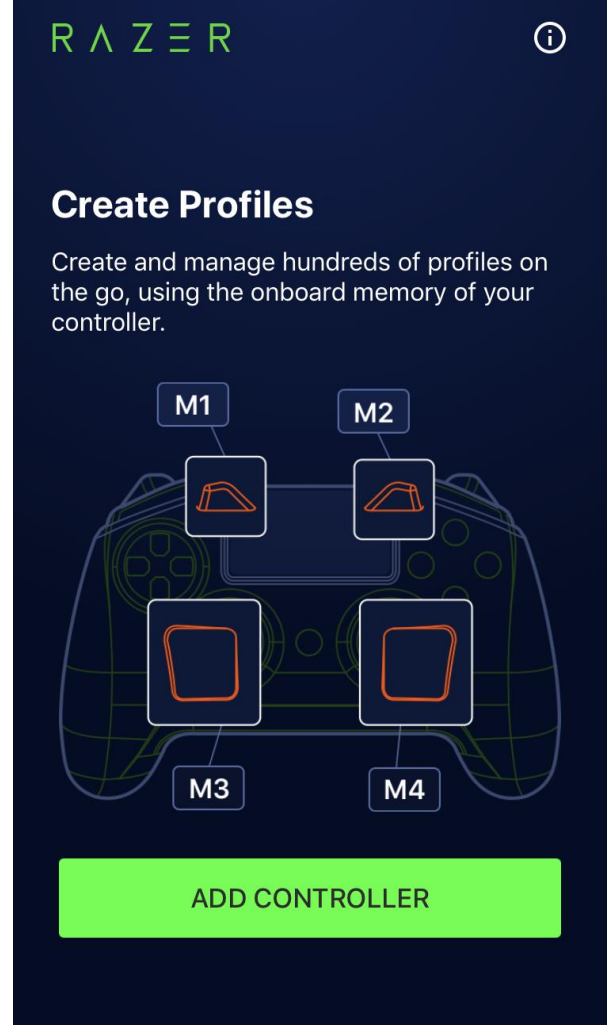 RAZER
Create Profiles
Create and manage hundreds of profiles on
the go, using the onboard memory of your
controller.
M1
M2
M3
M4
ADD CONTROLLER